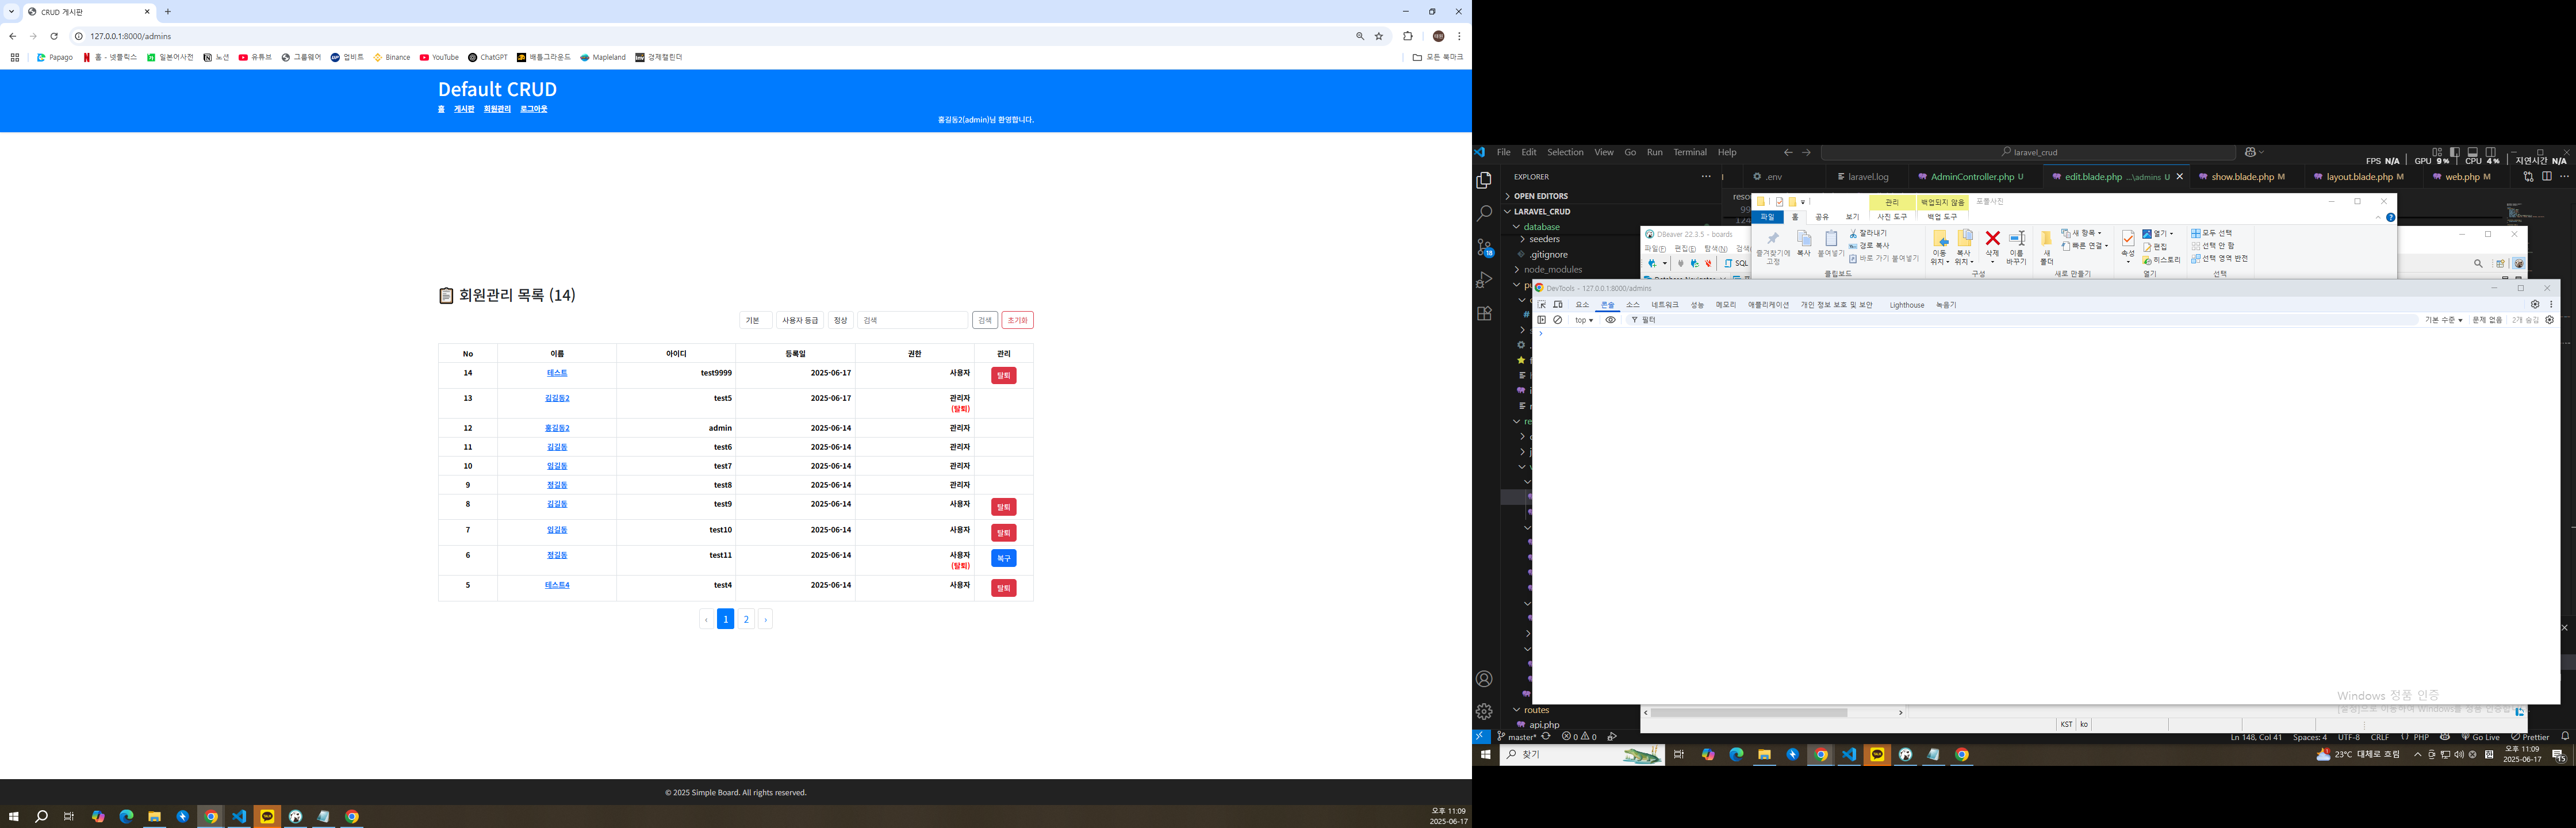 CRUD 게시판
127.0.0.1:8000/admins
Papago 홈 - 넷플릭스 일본어사전 노션 유튜브 그룹웨어 업비트 Binance YouTube ChatGPT 배틀그라운드 Mapleland 경제캘린더 모든 북마크
Default CRUD
홈 게시판 회원관리 로그아웃
홍길동2(admin)님 환영합니다.
회원관리 목록 (14)
기본 사용자 등급 정상 검색 검색 초기화
No 이름 아이디 등록일 권한 관리
14 테스트 test9999 2025-06-17 사용자 탈퇴
13 김길동2 test5 2025-06-17 관리자
(탈퇴)
12 홍길동2 admin 2025-06-14 관리자
11 김길동 test6 2025-06-14 관리자
10 임길동 test7 2025-06-14 관리자
9 정길동 test8 2025-06-14 관리자
8 김길동 test9 2025-06-14 사용자 탈퇴
7 임길동 test10 2025-06-14 사용자 탈퇴
6 정길동 test11 2025-06-14 사용자 복구
(탈퇴)
5 테스트4 test4 2025-06-14 사용자 탈퇴
‹ 1 2 ›
© 2025 Simple Board. All rights reserved.
오후 11:09
2025-06-17
File Edit Selection View Go Run Terminal Help
laravel_crud
FPS N/A GPU 9% CPU 4% 지연시간 N/A
EXPLORER
.env laravel.log AdminController.php U edit.blade.php ...\admins U show.blade.php M layout.blade.php M web.php M
OPEN EDITORS
LARAVEL_CRUD
database
seeders
.gitignore
node_modules
routes
api.php
관리 백업되지 않음 포폴사진
파일 홈 공유 보기 사진 도구 백업 도구
즐겨찾기에
고정
복사
붙여넣기
잘라내기
경로 복사
바로 가기 붙여넣기
이동
위치
복사
위치
삭제
이름
바꾸기
새
폴더
새 항목
빠른 연결
속성
열기
편집
히스토리
모두 선택
선택 안 함
선택 영역 반전
클립보드 구성 새로 만들기 열기 선택
DBeaver 22.3.5 - boards
파일(F) 편집(E) 탐색(N)
SQL
DevTools - 127.0.0.1:8000/admins
요소 콘솔 소스 네트워크 성능 메모리 애플리케이션 개인 정보 보호 및 보안 Lighthouse 녹음기
top 필터 기본 수준 문제 없음 2개 숨김
Windows 정품 인증
KST ko
master* 0 0
Ln 148, Col 41 Spaces: 4 UTF-8 CRLF PHP Go Live Prettier
찾기
23°C 대체로 흐림
오후 11:09
2025-06-17
15